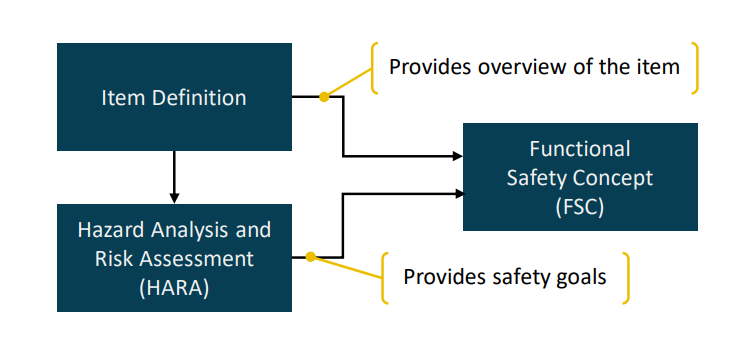 Provides overview of the item
Item Definition
Functional
Safety Concept
(FSC)
Hazard Analysis and
Risk Assessment
(HARA)
Provides safety goals